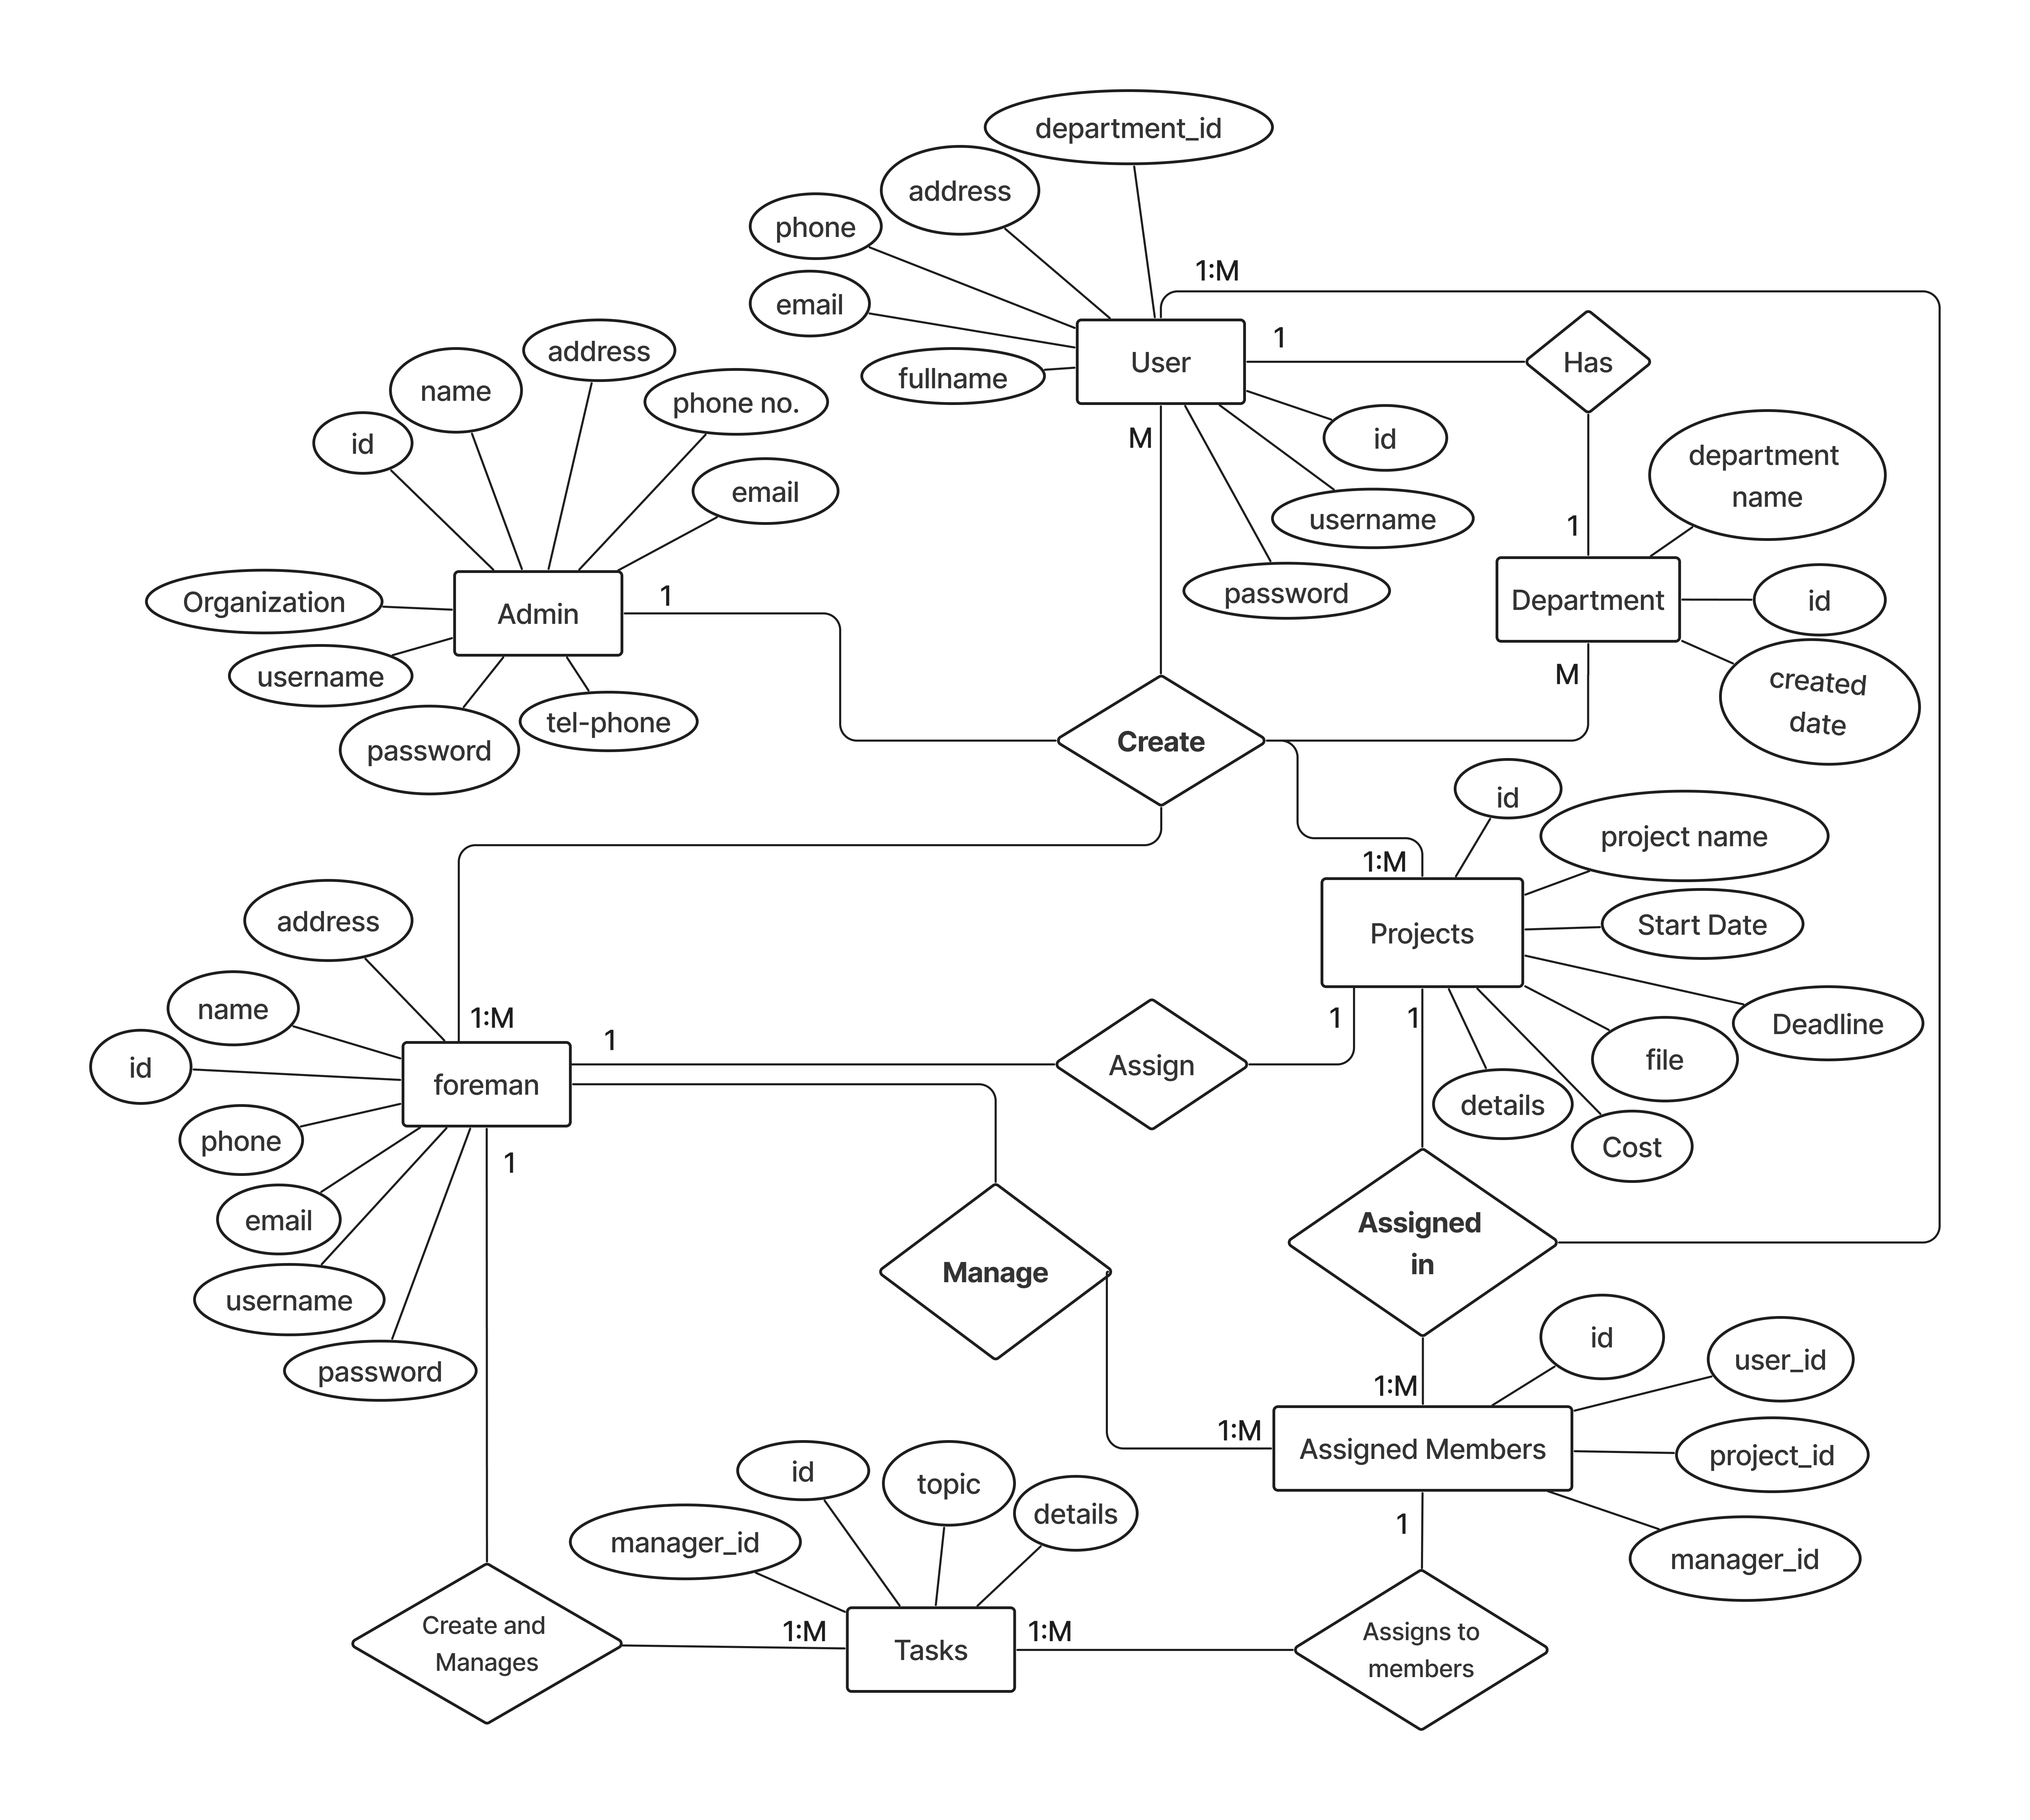 department_id
address
phone
1:M
email
1
User
Has
address
fullname
name
phone no.
id
M
id
department
name
email
username
1
password
1
Organization
Admin
Department
id
username
M
created
date
tel-phone
password
Create
id
project name
1:M
address
Start Date
Projects
name
1:M
1
1
1
Deadline
id
foreman
Assign
file
phone
details
1
Cost
email
Assigned
in
Manage
username
id
user_id
password
1:M
1:M
Assigned Members
project_id
id
topic
details
1
manager_id
manager_id
Create and
Manages
1:M
Tasks
1:M
Assigns to
members